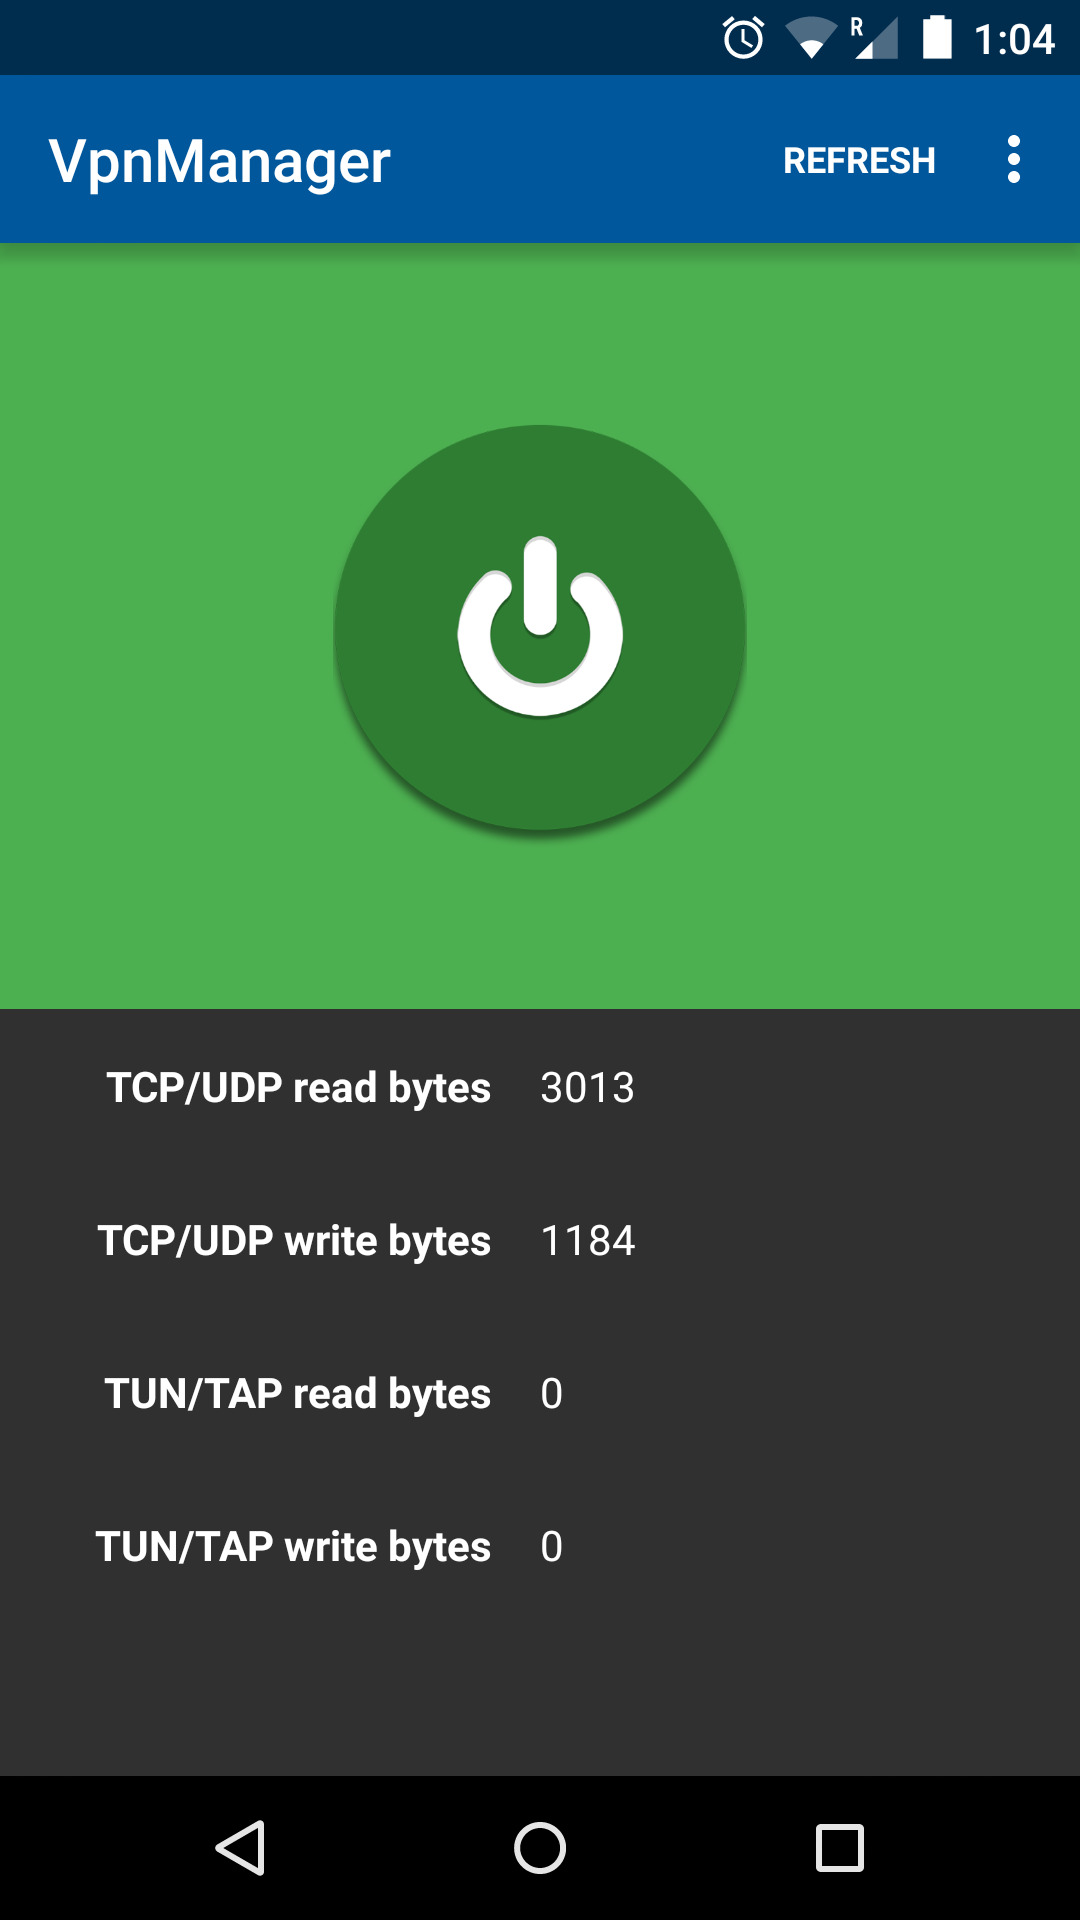 R 1:04
VpnManager REFRESH
TCP/UDP read bytes 3013
TCP/UDP write bytes 1184
TUN/TAP read bytes 0
TUN/TAP write bytes 0